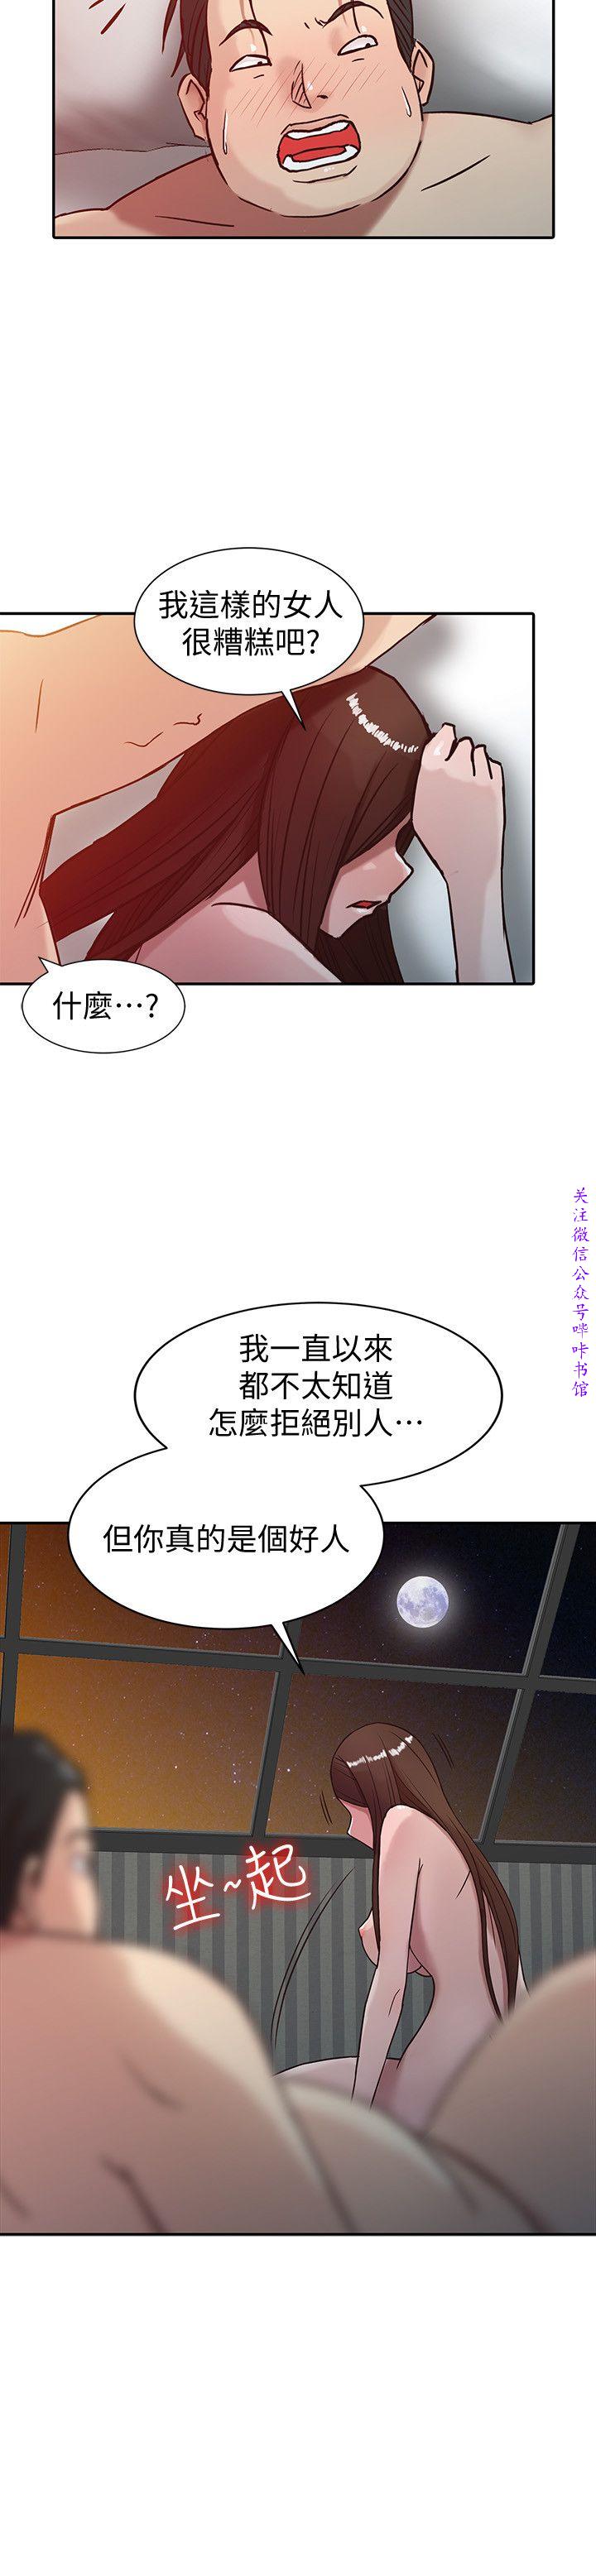 我這樣的女人
很糟糕吧?
什麼…?
关注微信公众号哔咔书馆
我一直以來
都不太知道
怎麼拒絕別人…
但你真的是個好人
坐~起